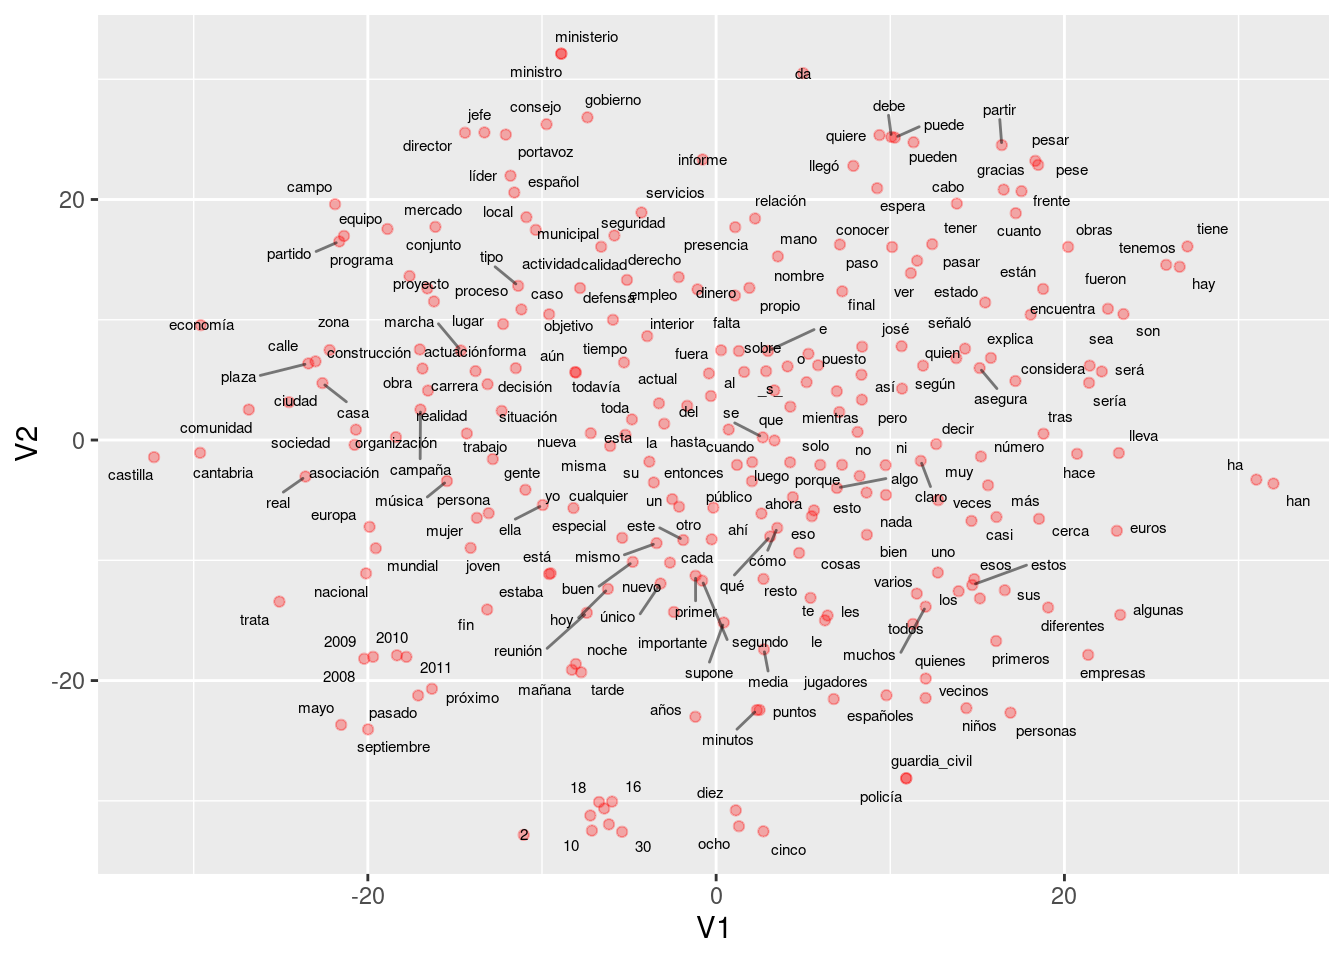 ministerio
ministro
da
gobierno
consejo
jefe
director
portavoz
debe
puede
partir
quiere
pueden
pesar
informe
líder
español
llegó
gracias
pese
campo
servicios
cabo
espera
frente
equipo
mercado
local
relación
municipal
seguridad
conocer
tener
cuanto
obras
tiene
partido
programa
conjunto
tipo
presencia
mano
tenemos
actividad
calidad
derecho
paso
pasar
están
nombre
hay
proyecto
proceso
caso
defensa
empleo
dinero
propio
final
ver
estado
fueron
encuentra
economía
zona
marcha
lugar
objetivo
interior
falta
e
josé
señaló
explica
son
sea
calle
construcción
actuación
forma
aún
tiempo
fuera
sobre
o
puesto
quien
considera
será
plaza
obra
carrera
decisión
todavía
actual
al
_s_
así
según
asegura
sería
ciudad
casa
realidad
situación
toda
del
se
que
mientras
pero
tras
comunidad
sociedad
organización
trabajo
nueva
esta
la
hasta
cuando
solo
no
ni
decir
número
lleva
castilla
cantabria
asociación
campaña
gente
misma
su
entonces
luego
porque
algo
muy
hace
ha
real
música
persona
yo
cualquier
un
público
ahora
esto
claro
veces
más
han
europa
mujer
ella
especial
este
otro
ahí
eso
nada
casi
cerca
euros
mundial
joven
está
mismo
cada
cómo
cosas
bien
uno
esos
estos
nacional
estaba
buen
nuevo
primer
qué
resto
varios
los
sus
trata
fin
hoy
único
te
les
todos
diferentes
algunas
2009
2010
reunión
noche
importante
segundo
le
muchos
quienes
primeros
2008
2011
próximo
mañana
tarde
supone
media
jugadores
vecinos
empresas
mayo
pasado
años
minutos
puntos
españoles
niños
personas
septiembre
guardia_civil
policía
18
16
diez
2
10
30
ocho
cinco
20
0
-20
-20
0
20
V1
V2